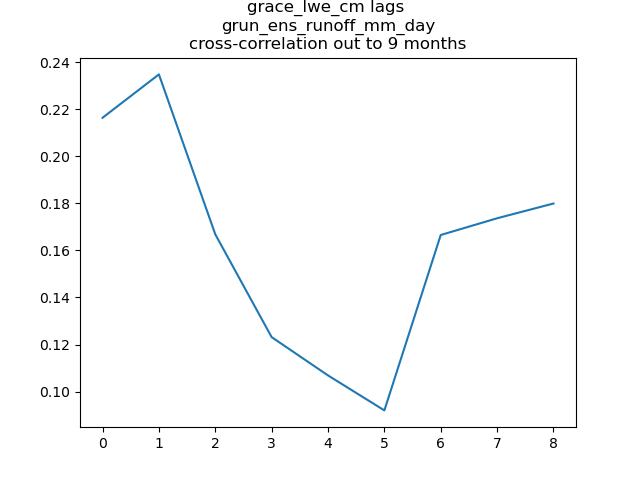 grace_lwe_cm lags
grun_ens_runoff_mm_day
cross-correlation out to 9 months
0.24
0.22
0.20
0.18
0.16
0.14
0.12
0.10
0 1 2 3 4 5 6 7 8